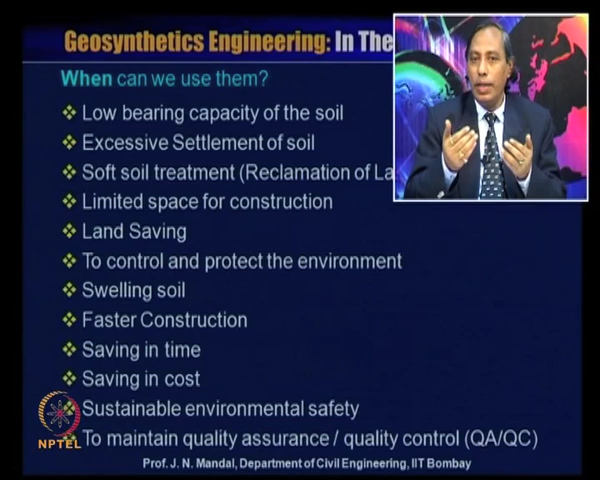 Geosynthetics Engineering: In The
When can we use them?
Low bearing capacity of the soil
Excessive Settlement of soil
Soft soil treatment (Reclamation of La
Limited space for construction
Land Saving
To control and protect the environment
Swelling soil
Faster Construction
Saving in time
Saving in cost
Sustainable environmental safety
To maintain quality assurance / quality control (QA/QC)
NPTEL
Prof. J. N. Mandal, Department of Civil Engineering, IIT Bombay